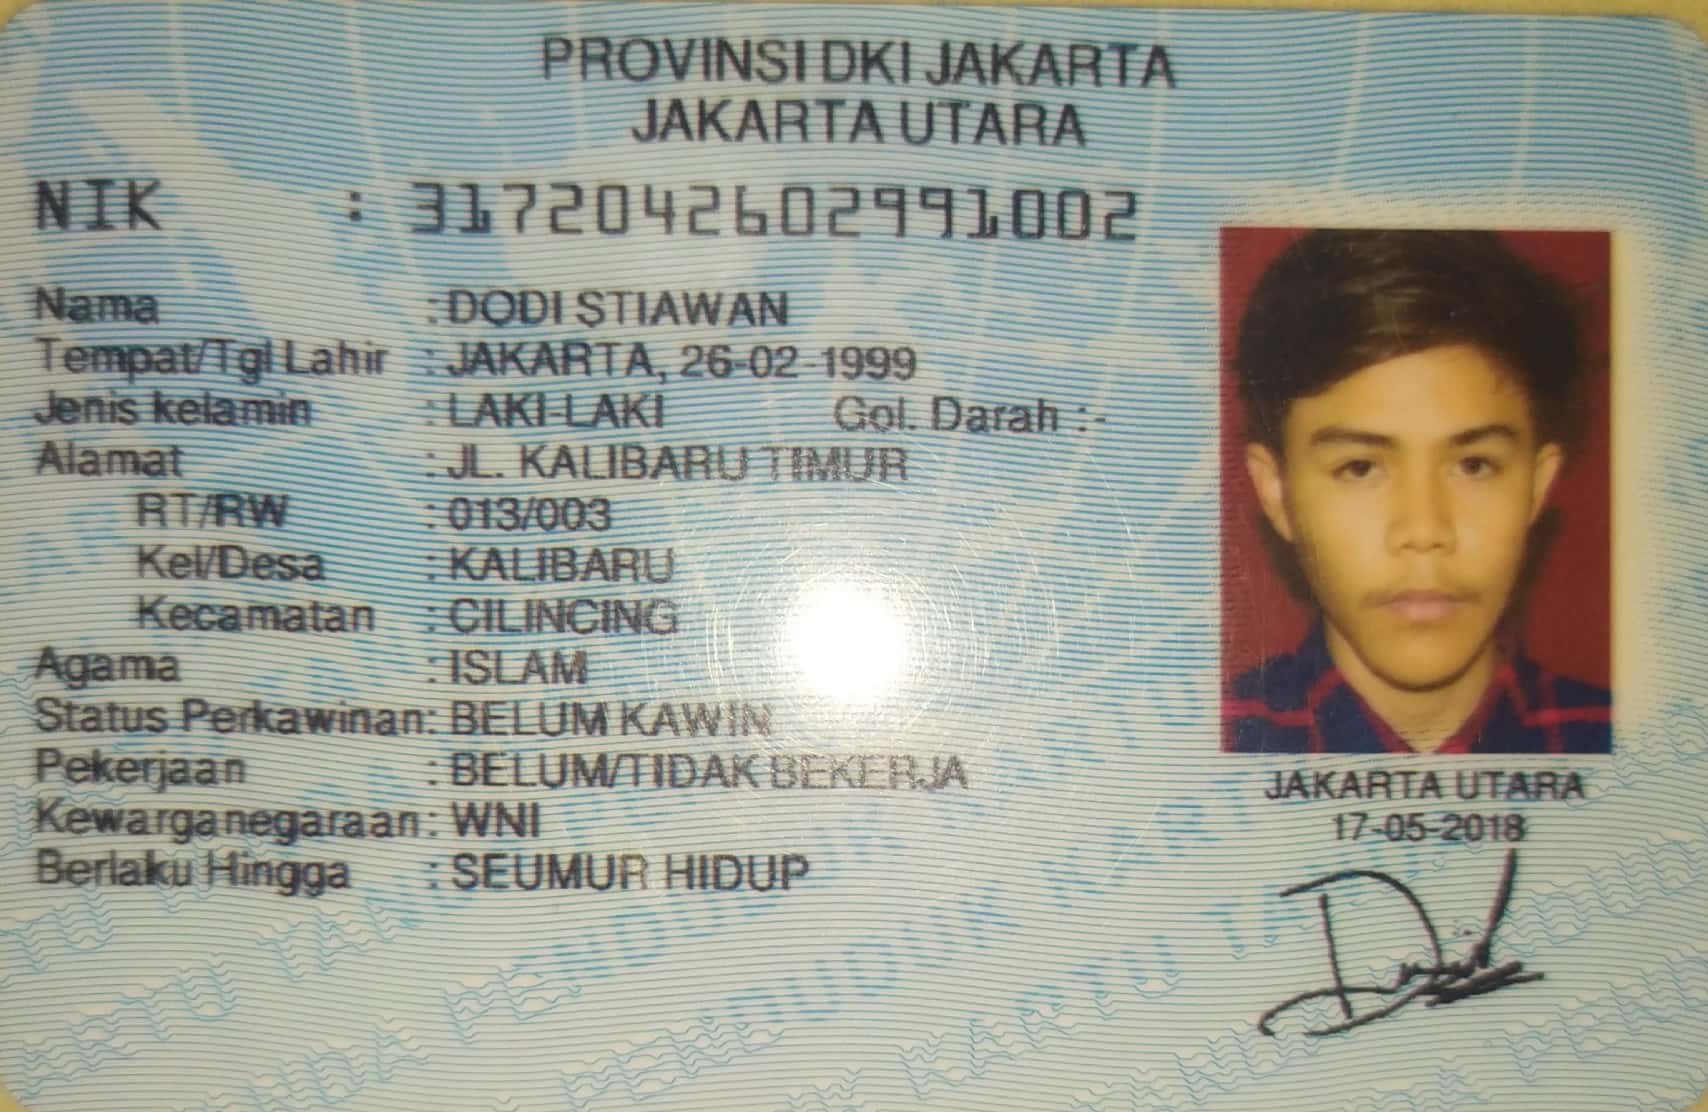 PROVINSI DKI JAKARTA
JAKARTA UTARA
NIK : 3172042602991002
Nama : DODI STIAWAN
Tempat/Tgl Lahir : JAKARTA, 26-02-1999
Jenis kelamin : LAKI-LAKI Gol. Darah :-
Alamat : JL. KALIBARU TIMUR
RT/RW : 013/003
Kel/Desa : KALIBARU
Kecamatan : CILINCING
Agama : ISLAM
Status Perkawinan: BELUM KAWIN
Pekerjaan : BELUM/TIDAK BEKERJA
Kewarganegaraan: WNI
Berlaku Hingga : SEUMUR HIDUP
JAKARTA UTARA
17-05-2018